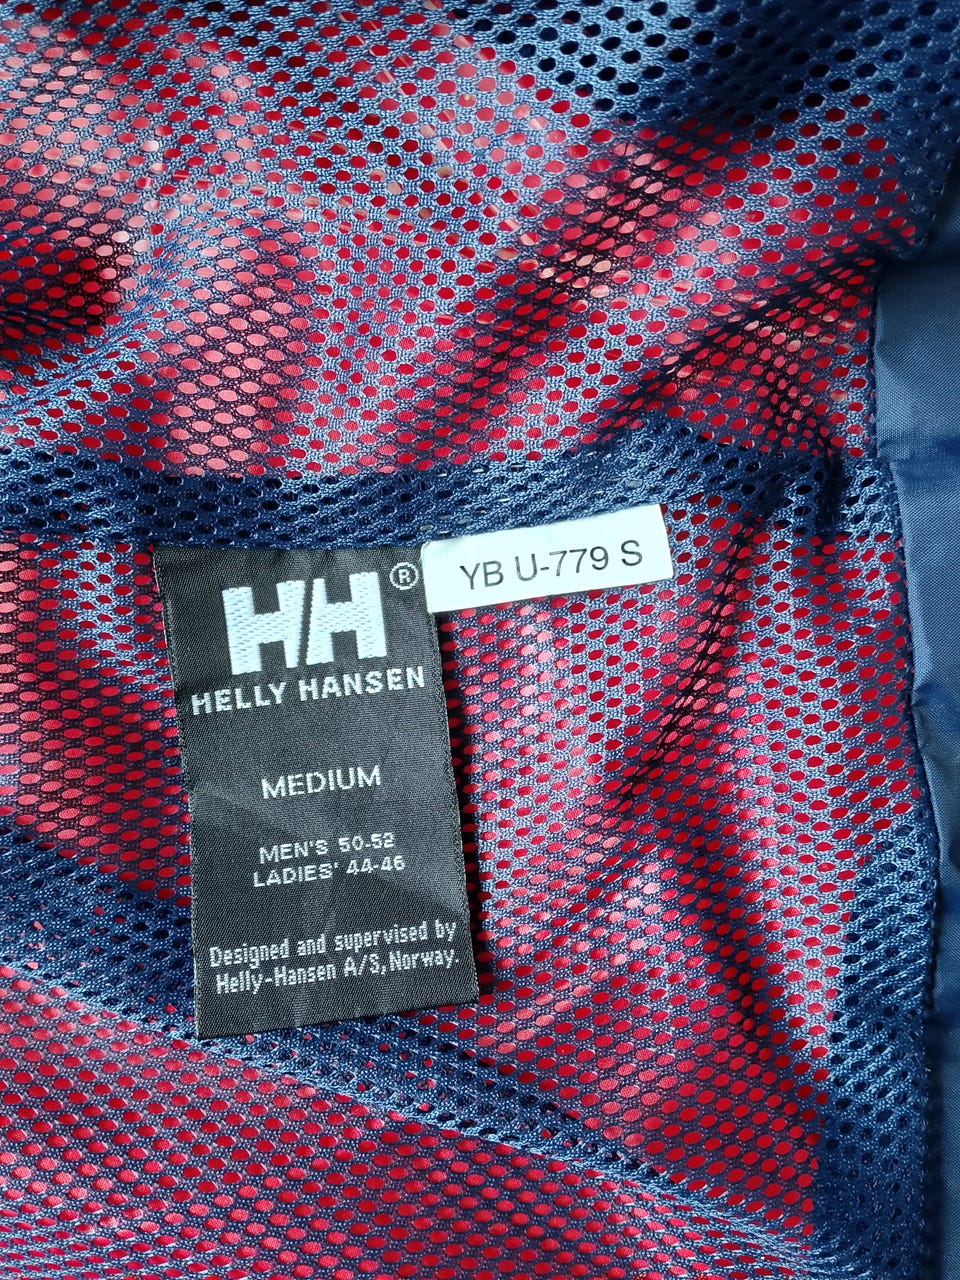 HH®
HELLY HANSEN
YB U-779 S
MEDIUM
MEN'S 50-52
LADIES' 44-46
Designed and supervised by
Helly-Hansen A/S, Norway.